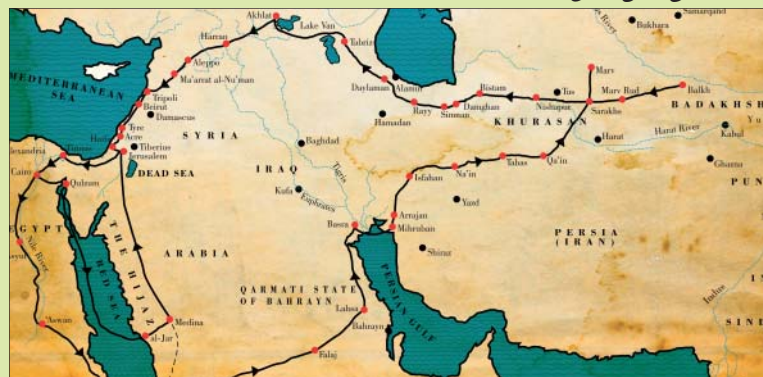 Samarqand
Bukhara
Akhlat
Lake Van
Harran
Tabriz
Aleppo
Marv
MEDITERRANEAN
SEA
Ma'arrat al-Nu'man
Daylaman
Alamut
Bistam
Tus
Marv Rud
Balkh
Tripoli
Beirut
Damascus
Rayy
Simnan
Damghan
Nishapur
Sarakhs
BADAKHSH
Hamadan
KHURASAN
Tyre
Acre
SYRIA
Haifa
Tiberius
Baghdad
Harat
Harat River
Kabul
Jerusalem
Tinnis
Tabas
Qa'in
Ghazna
Cairo
Qulzum
DEAD SEA
IRAQ
Tigris
Na'in
Isfahan
PUN
Kufa
Euphrates
Yazd
EGYPT
Nile River
THE HIJAZ
ARABIA
Basra
Arrajan
Mihruban
PERSIA
(IRAN)
Shiraz
RED SEA
QARMATI STATE
OF BAHRAYN
PERSIAN GULF
Indus
SIND
Lahsa
Bahrayn
'Aswan
Medina
al-Jar
Falaj